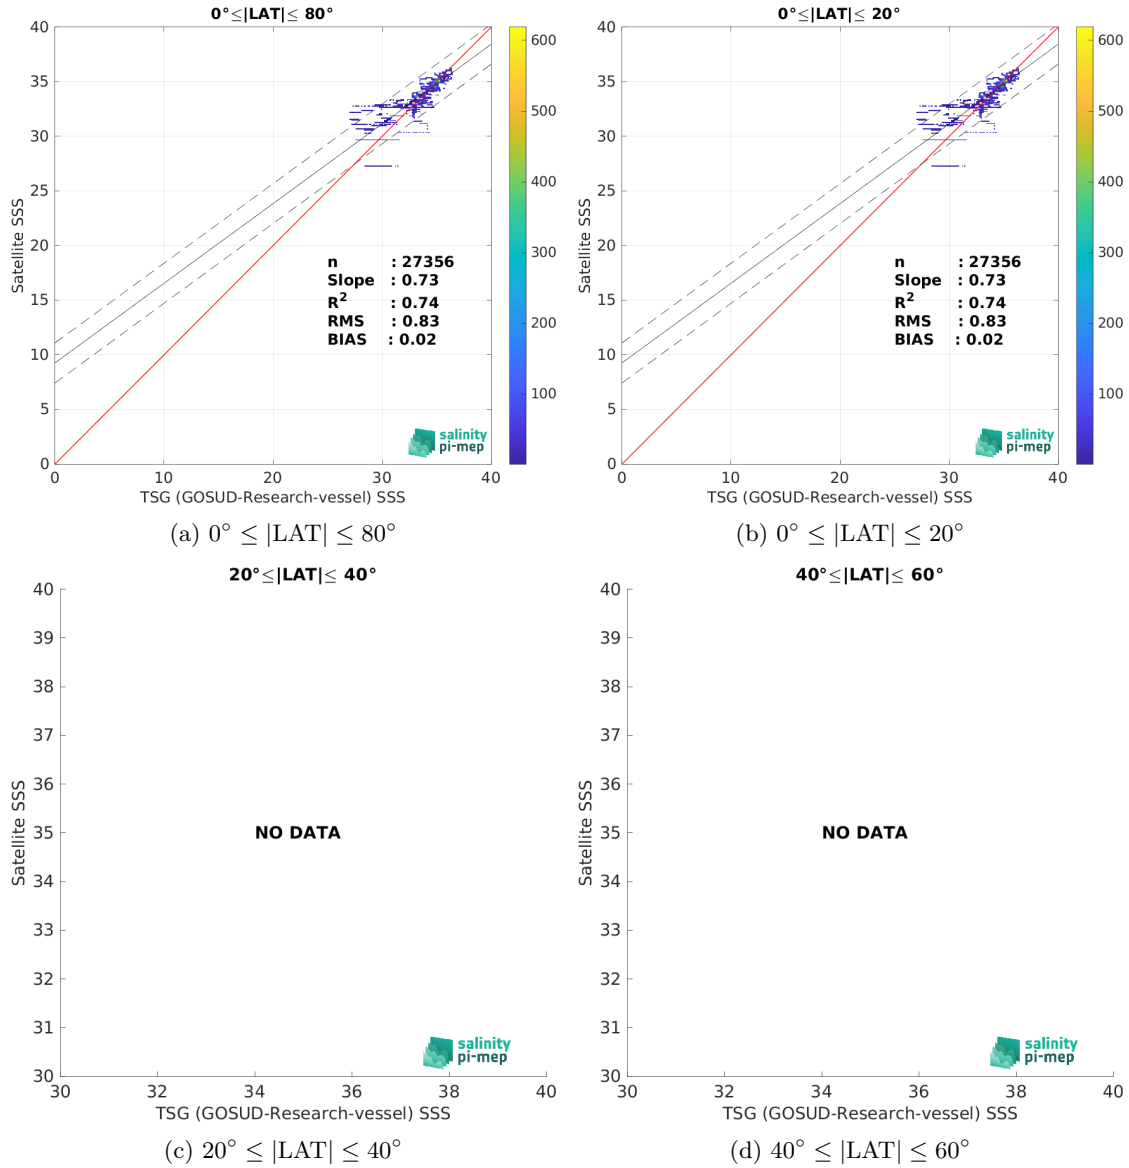 0°≤|LAT|≤ 80°
40
35
30
25
20
15
10
5
0
0
10
20
30
40
Satellite SSS
TSG (GOSUD-Research-vessel) SSS
n : 27356
Slope : 0.73
R2 : 0.74
RMS : 0.83
BIAS : 0.02
salinity
pi-mep
600
500
400
300
200
100
(a) 0° ≤ |LAT| ≤ 80°
0°≤|LAT|≤ 20°
40
35
30
25
20
15
10
5
0
0
10
20
30
40
Satellite SSS
TSG (GOSUD-Research-vessel) SSS
n : 27356
Slope : 0.73
R2 : 0.74
RMS : 0.83
BIAS : 0.02
salinity
pi-mep
600
500
400
300
200
100
(b) 0° ≤ |LAT| ≤ 20°
20°≤|LAT|≤ 40°
40
39
38
37
36
35
34
33
32
31
30
30
32
34
36
38
40
Satellite SSS
NO DATA
salinity
pi-mep
TSG (GOSUD-Research-vessel) SSS
(c) 20° ≤ |LAT| ≤ 40°
40°≤|LAT|≤ 60°
40
39
38
37
36
35
34
33
32
31
30
30
32
34
36
38
40
Satellite SSS
NO DATA
salinity
pi-mep
TSG (GOSUD-Research-vessel) SSS
(d) 40° ≤ |LAT| ≤ 60°